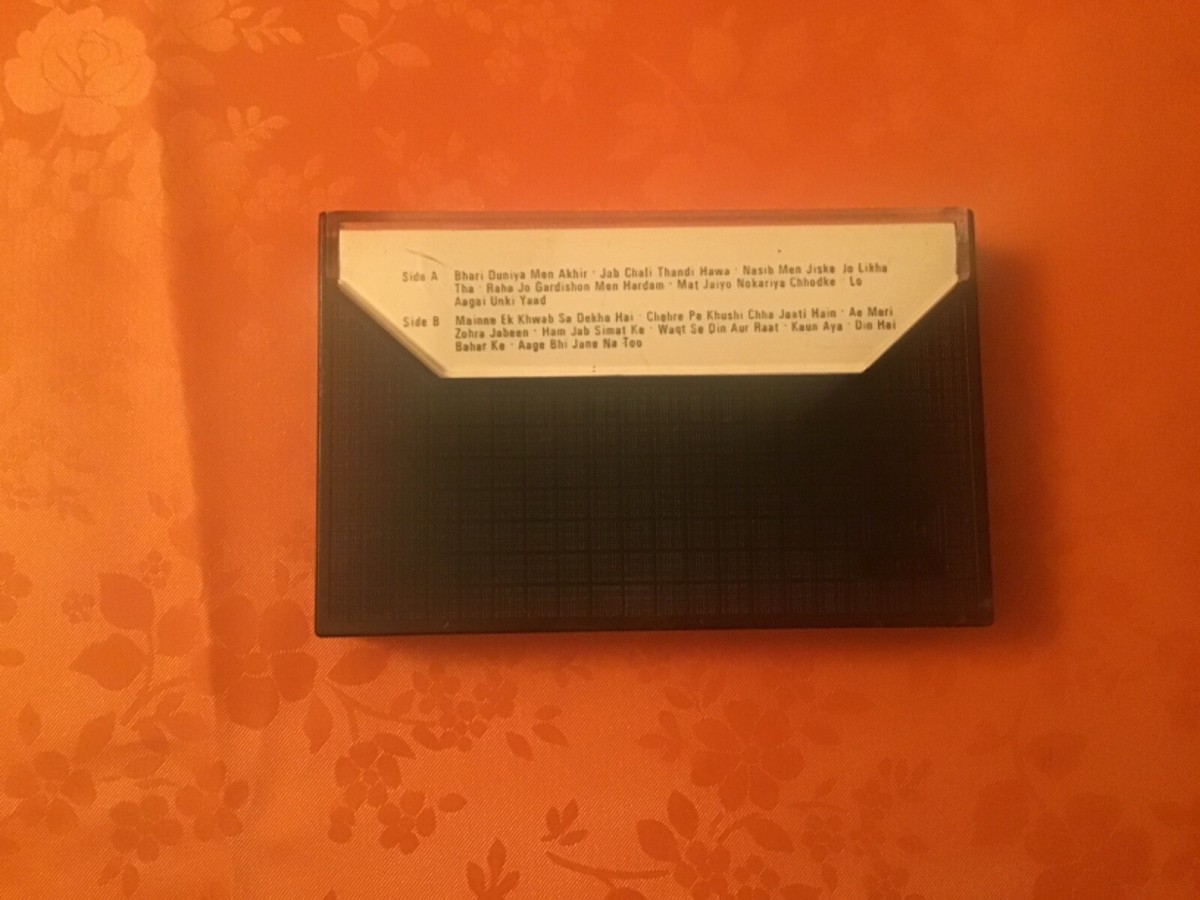 Side A Bhari Duniya Men Akhir · Jab Chali Thandi Hawa · Nasib Men Jiske Jo Likha
Tha · Raha Jo Gardishon Men Hardam · Mat Jaiyo Nokariya Chhodke · Lo
Aagai Unki Yaad
Side B Mainne Ek Khwab Sa Dekha Hai · Chehre Pe Khushi Chha Jaati Hain · Ae Meri
Zohra Jabeen · Ham Jab Simat Ke · Waqt Se Din Aur Raat · Kaun Aya · Din Hai
Bahar Ke · Aage Bhi Jane Na Too